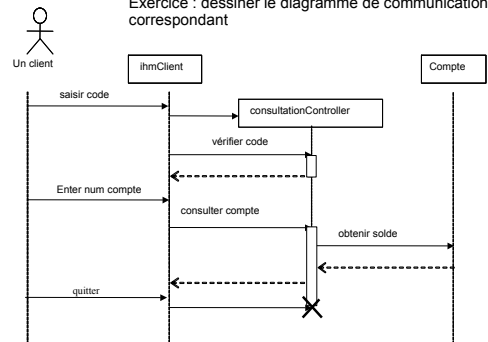 Exercice : dessiner le diagramme de communication
correspondant
Un client
ihmClient
Compte
saisir code
consultationController
vérifier code
Enter num compte
consulter compte
obtenir solde
quitter